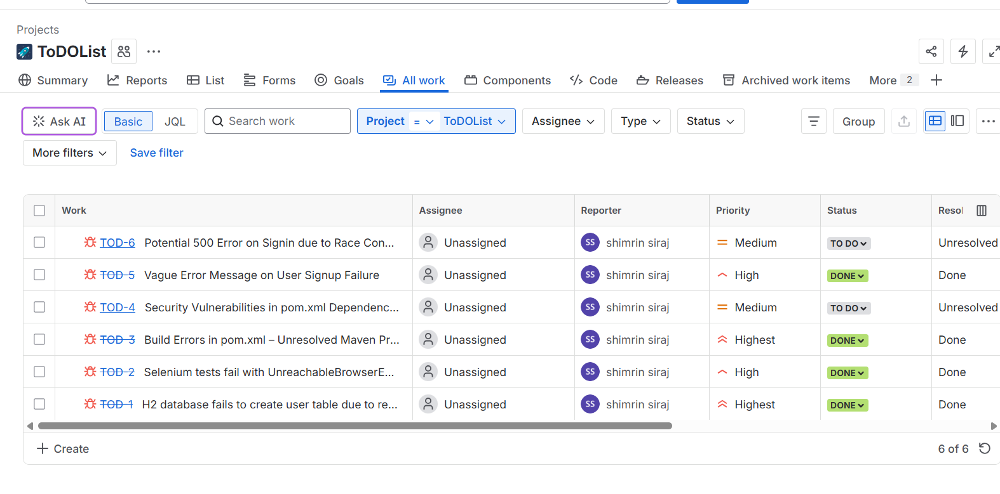 Projects
ToDOList
Summary Reports List Forms Goals All work Components Code Releases Archived work items More 2
Ask AI Basic JQL Search work Project = ToDOList Assignee Type Status Group
More filters Save filter
Work Assignee Reporter Priority Status Resol
TOD-6 Potential 500 Error on Signin due to Race Con... Unassigned SS shimrin siraj Medium TO DO Unresolved
TOD-5 Vague Error Message on User Signup Failure Unassigned SS shimrin siraj High DONE Done
TOD-4 Security Vulnerabilities in pom.xml Dependenc... Unassigned SS shimrin siraj Medium TO DO Unresolved
TOD-3 Build Errors in pom.xml – Unresolved Maven Pr... Unassigned SS shimrin siraj Highest DONE Done
TOD-2 Selenium tests fail with UnreachableBrowserE... Unassigned SS shimrin siraj High DONE Done
TOD-1 H2 database fails to create user table due to re... Unassigned SS shimrin siraj Highest DONE Done
Create 6 of 6